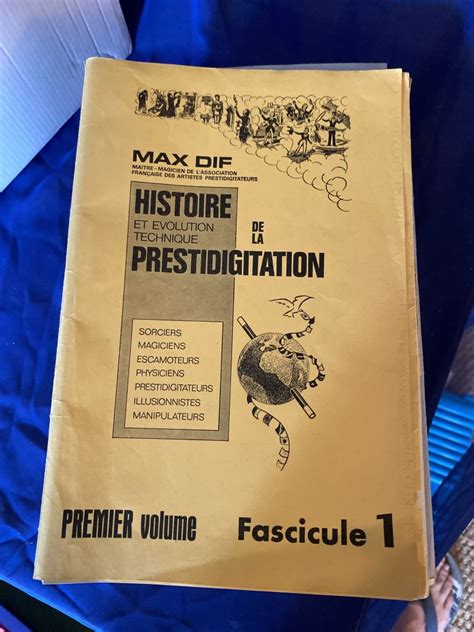 MAX DIF
MAITRE-MAGICIEN DE L'ASSOCIATION
FRANÇAISE DES ARTISTES PRESTIDIGITATEURS
HISTOIRE
ET EVOLUTION
TECHNIQUE
DE
LA
PRESTIDIGITATION
SORCIERS
MAGICIENS
ESCAMOTEURS
PHYSICIENS
PRESTIDIGITATEURS
ILLUSIONNISTES
MANIPULATEURS
PREMIER volume
Fascicule 1